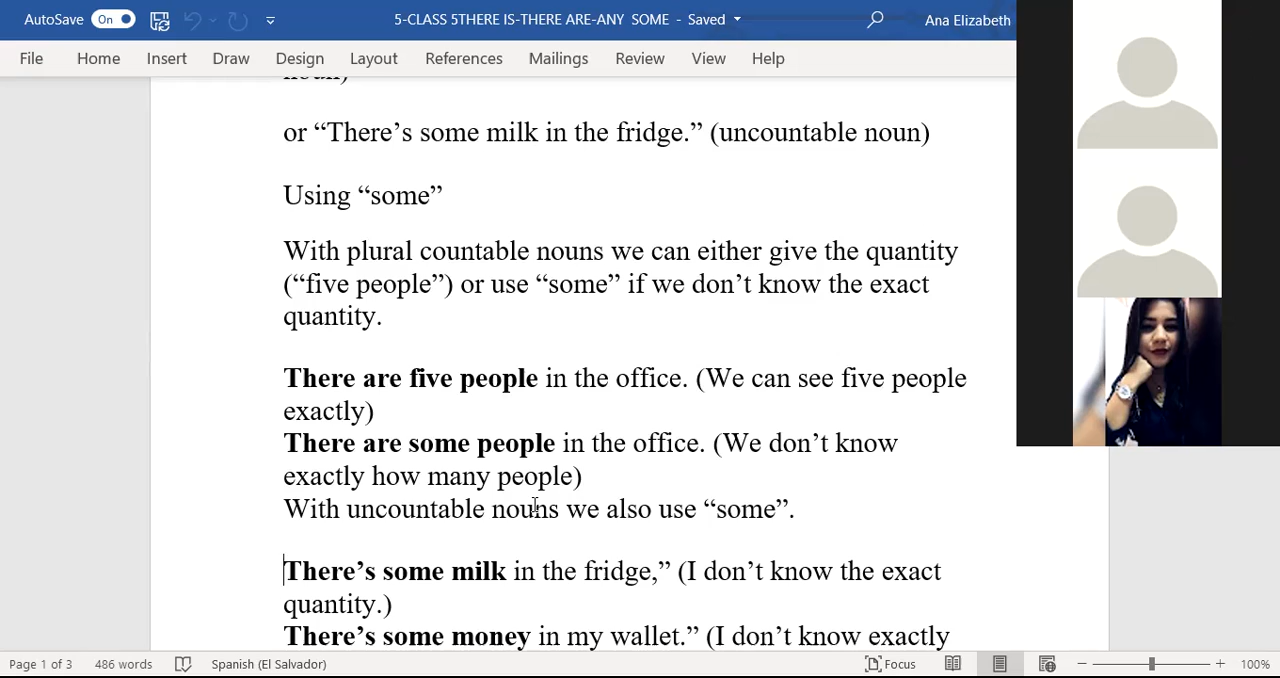 AutoSave On 5-CLASS 5THERE IS-THERE ARE-ANY SOME - Saved Ana Elizabeth
File Home Insert Draw Design Layout References Mailings Review View Help
noun)
or “There’s some milk in the fridge.” (uncountable noun)
Using “some”
With plural countable nouns we can either give the quantity
(“five people”) or use “some” if we don’t know the exact
quantity.
There are five people in the office. (We can see five people
exactly)
There are some people in the office. (We don’t know
exactly how many people)
With uncountable nouns we also use “some”.
There’s some milk in the fridge,” (I don’t know the exact
quantity.)
There’s some money in my wallet.” (I don’t know exactly
Page 1 of 3 486 words Spanish (El Salvador) Focus 100%